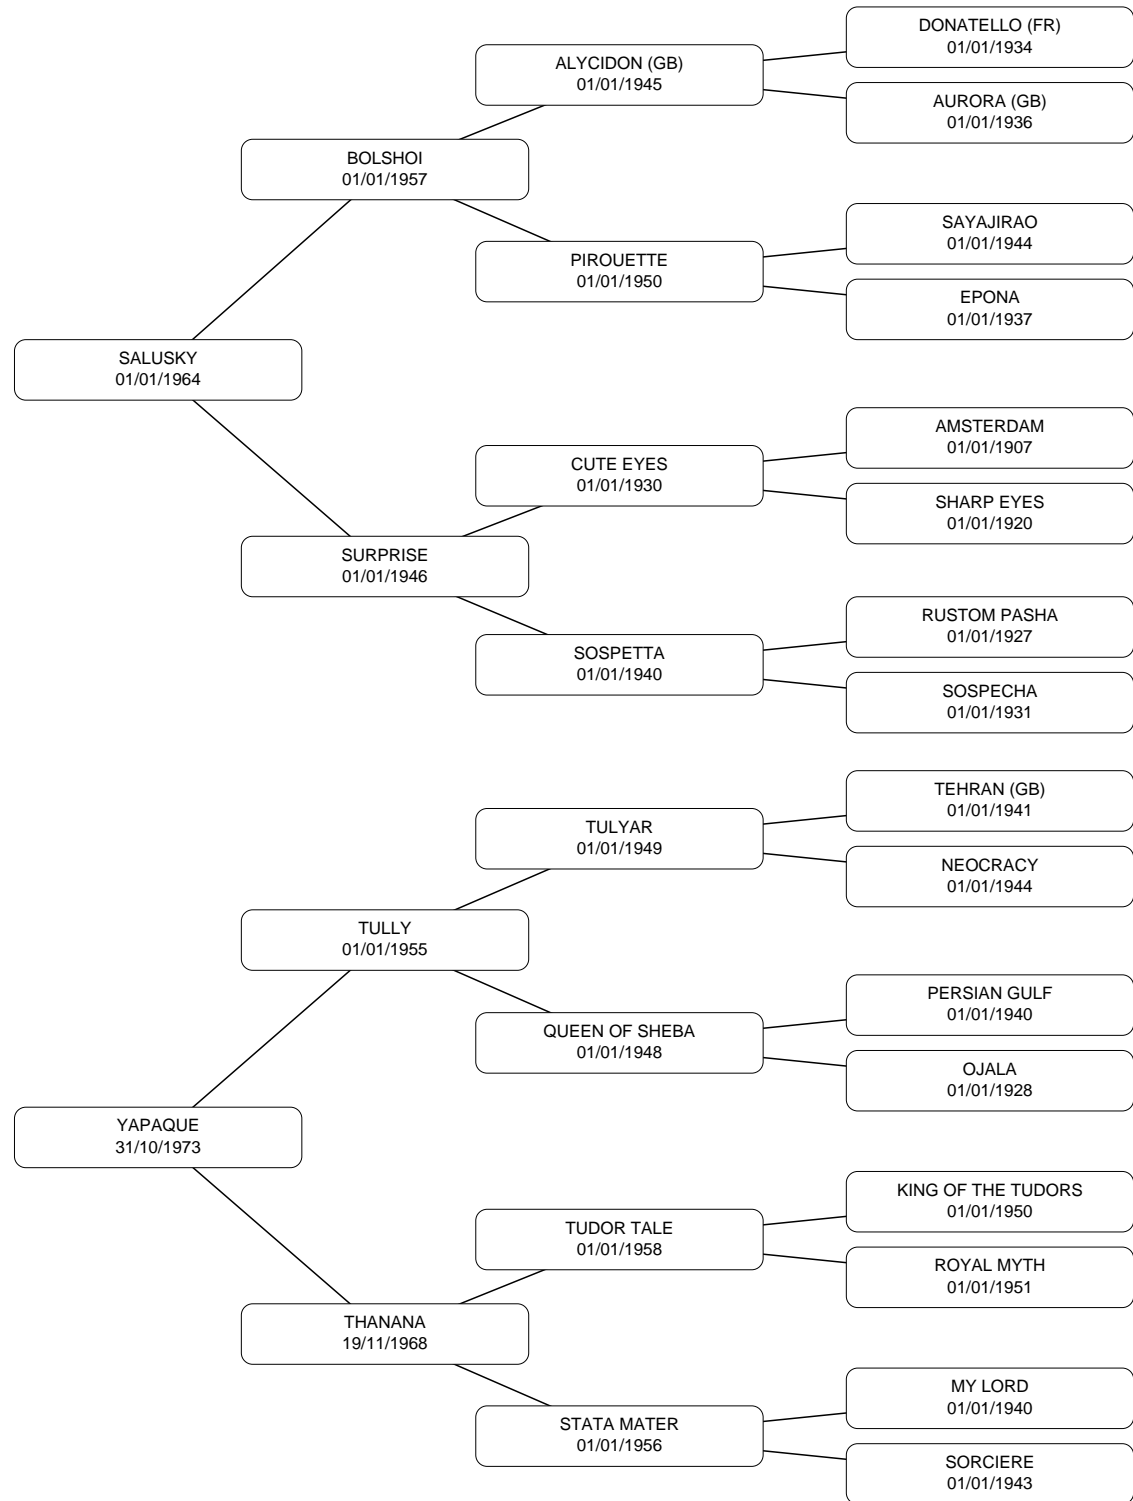 DONATELLO (FR)
01/01/1934
ALYCIDON (GB)
01/01/1945
AURORA (GB)
01/01/1936
BOLSHOI
01/01/1957
SAYAJIRAO
01/01/1944
PIROUETTE
01/01/1950
EPONA
01/01/1937
SALUSKY
01/01/1964
AMSTERDAM
01/01/1907
CUTE EYES
01/01/1930
SHARP EYES
01/01/1920
SURPRISE
01/01/1946
RUSTOM PASHA
01/01/1927
SOSPETTA
01/01/1940
SOSPECHA
01/01/1931
TEHRAN (GB)
01/01/1941
TULYAR
01/01/1949
NEOCRACY
01/01/1944
TULLY
01/01/1955
PERSIAN GULF
01/01/1940
QUEEN OF SHEBA
01/01/1948
OJALA
01/01/1928
YAPAQUE
31/10/1973
KING OF THE TUDORS
01/01/1950
TUDOR TALE
01/01/1958
ROYAL MYTH
01/01/1951
THANANA
19/11/1968
MY LORD
01/01/1940
STATA MATER
01/01/1956
SORCIERE
01/01/1943